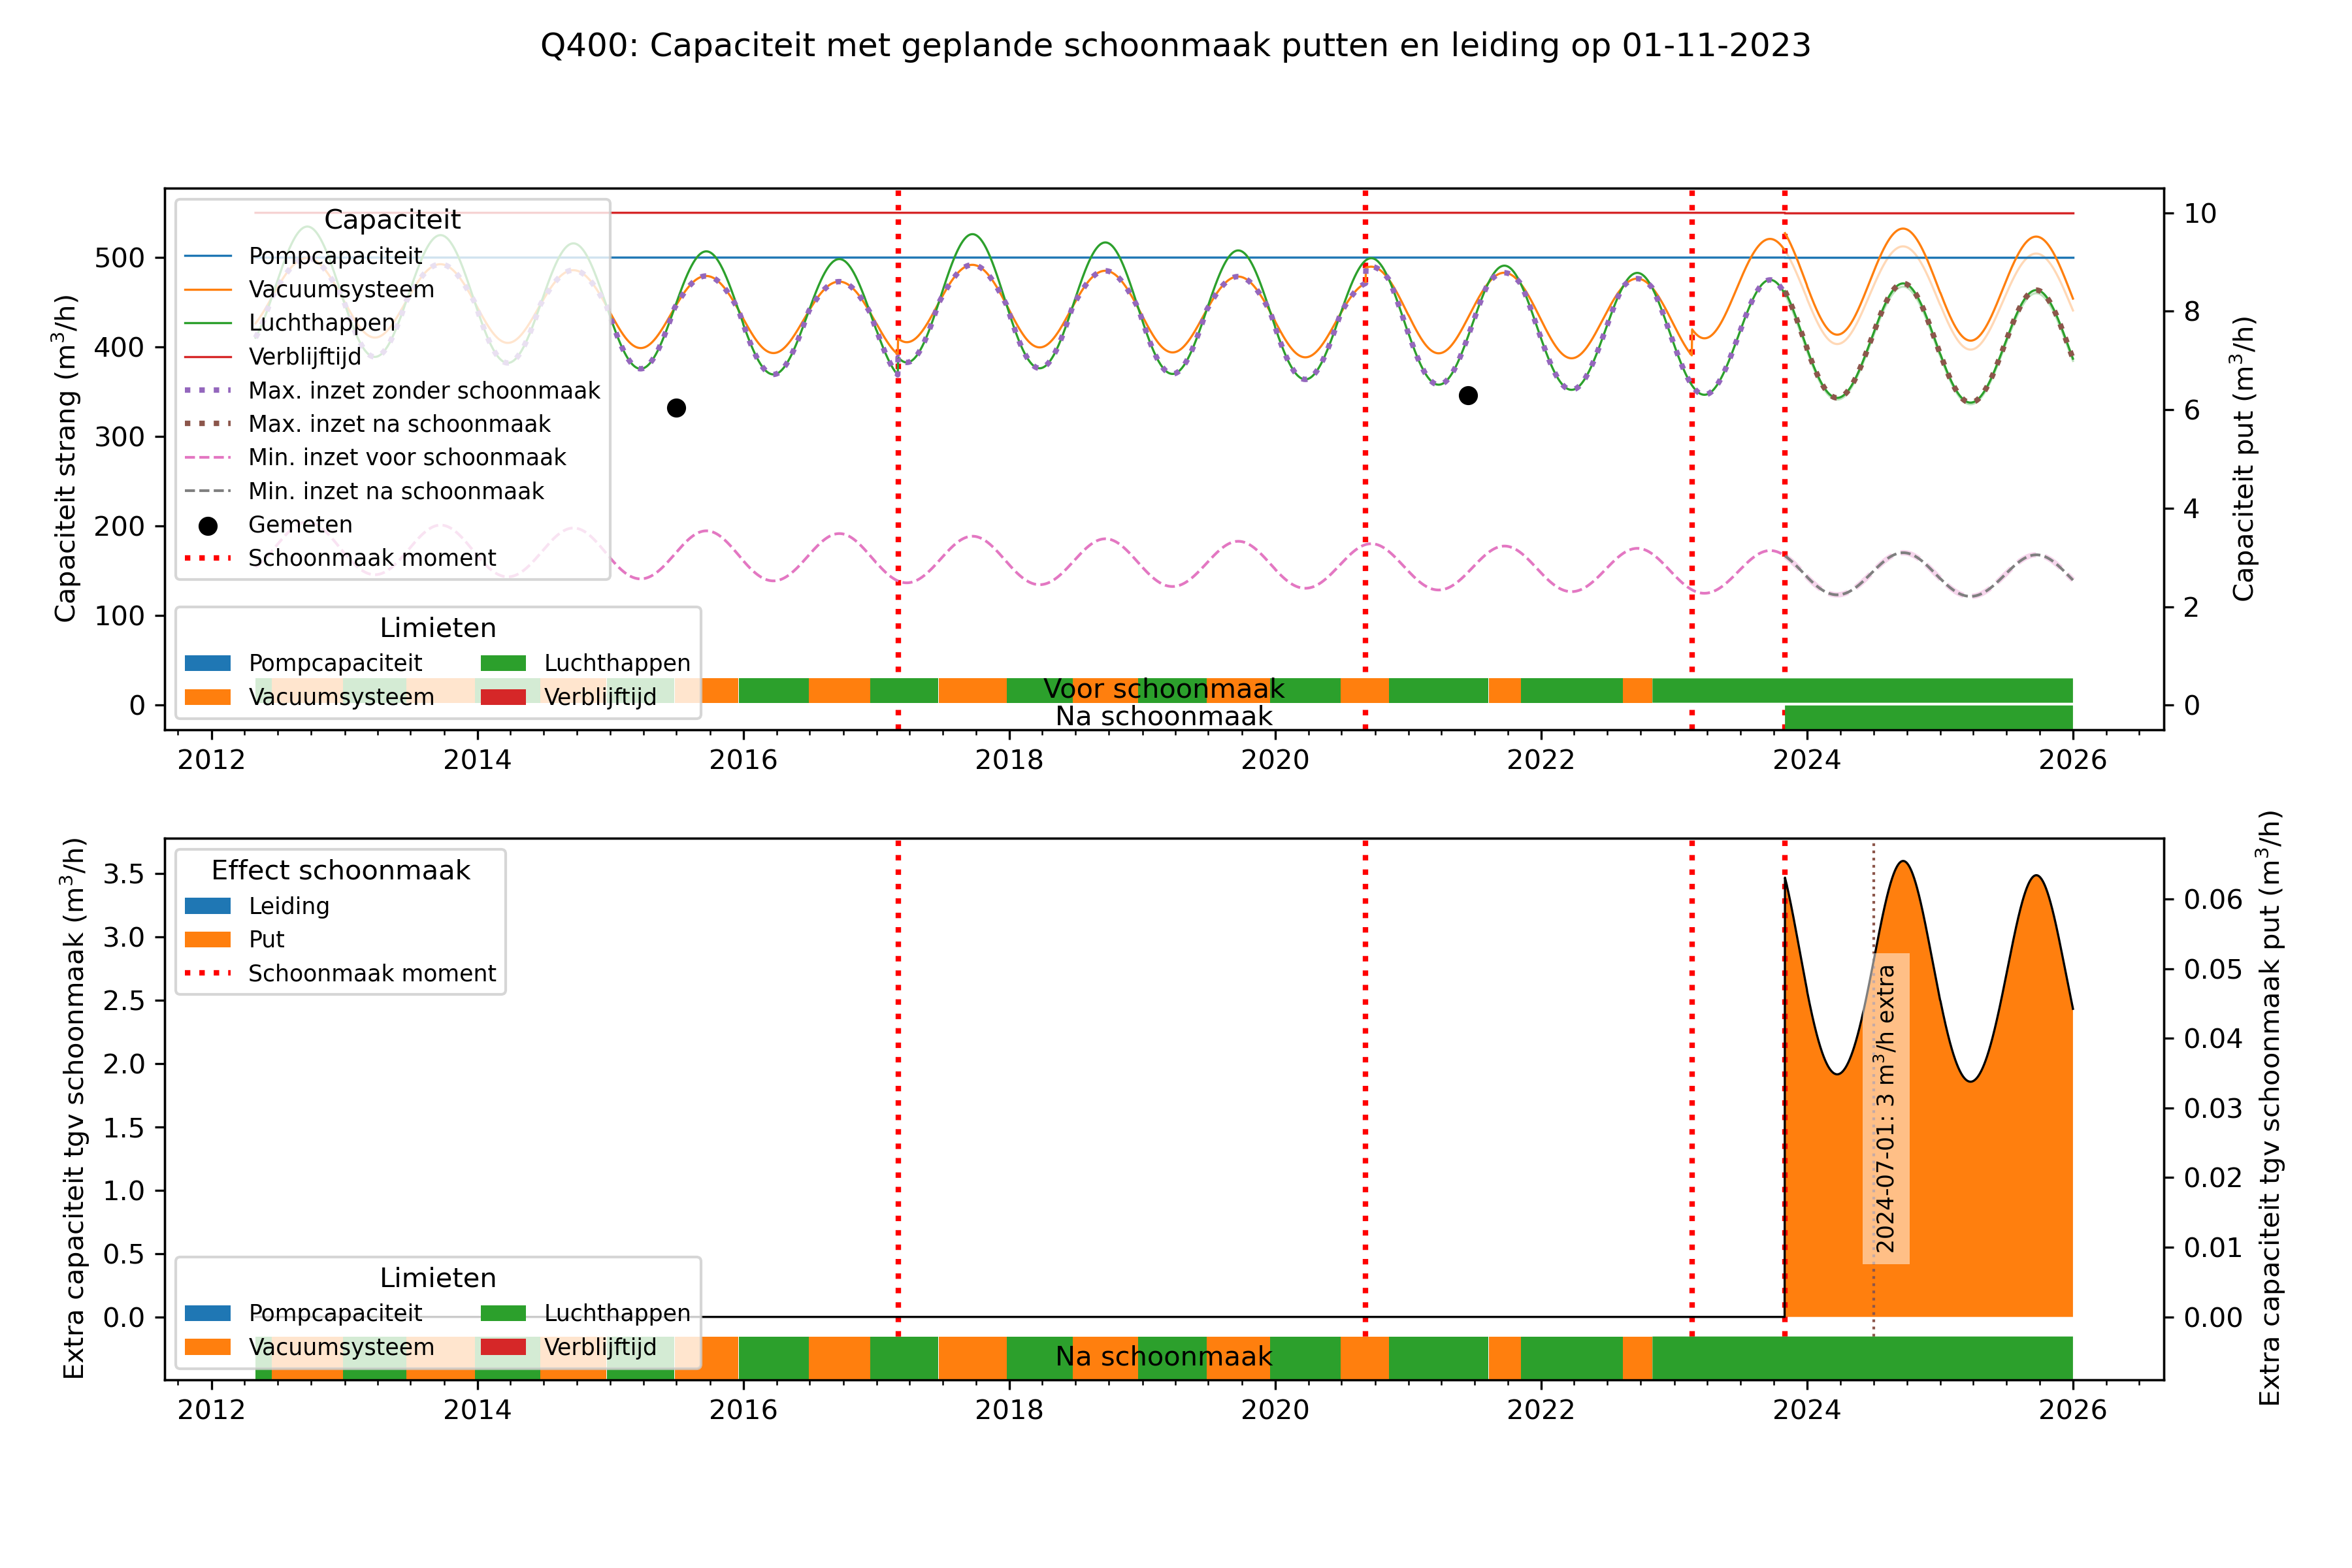 Q400: Capaciteit met geplande schoonmaak putten en leiding op 01-11-2023
Capaciteit strang (m³/h)
500
400
300
200
100
0
Capaciteit
Pompcapaciteit
Vacuumsysteem
Luchthappen
Verblijftijd
Max. inzet zonder schoonmaak
Max. inzet na schoonmaak
Min. inzet voor schoonmaak
Min. inzet na schoonmaak
Gemeten
Schoonmaak moment
Limieten
Pompcapaciteit
Vacuumsysteem
Luchthappen
Verblijftijd
Voor schoonmaak
Na schoonmaak
10
8
6
4
2
0
Capaciteit put (m³/h)
2012 2014 2016 2018 2020 2022 2024 2026
Extra capaciteit tgv schoonmaak (m³/h)
3.5
3.0
2.5
2.0
1.5
1.0
0.5
0.0
Effect schoonmaak
Leiding
Put
Schoonmaak moment
Limieten
Pompcapaciteit
Vacuumsysteem
Luchthappen
Verblijftijd
Na schoonmaak
2024-07-01: 3 m³/h extra
0.06
0.05
0.04
0.03
0.02
0.01
0.00
Extra capaciteit tgv schoonmaak put (m³/h)
2012 2014 2016 2018 2020 2022 2024 2026